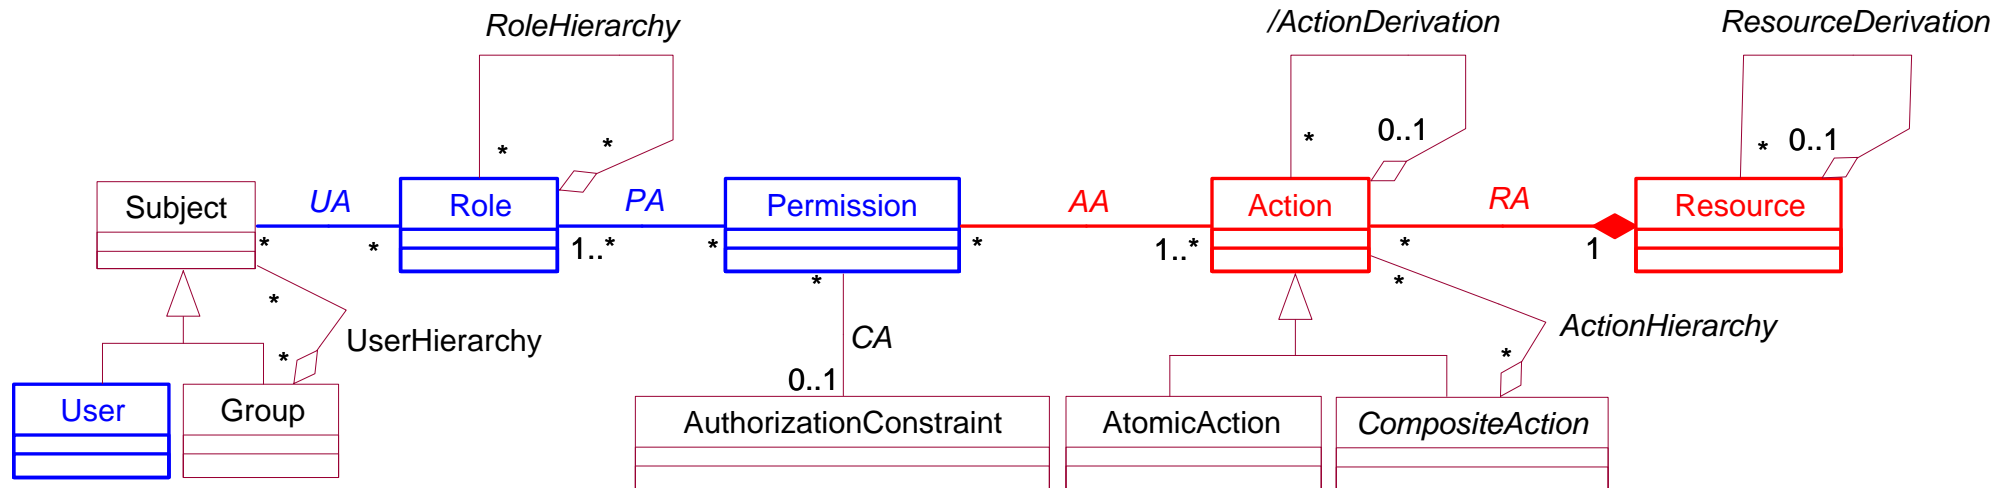 RoleHierarchy
/ActionDerivation
ResourceDerivation
* *
* 0..1
* 0..1
Subject
UA
Role
PA
Permission
AA
Action
RA
Resource
* *
1..* *
* 1..*
* 1
*
*
*
UserHierarchy
*
CA
0..1
*
*
ActionHierarchy
User
Group
AuthorizationConstraint
AtomicAction
CompositeAction